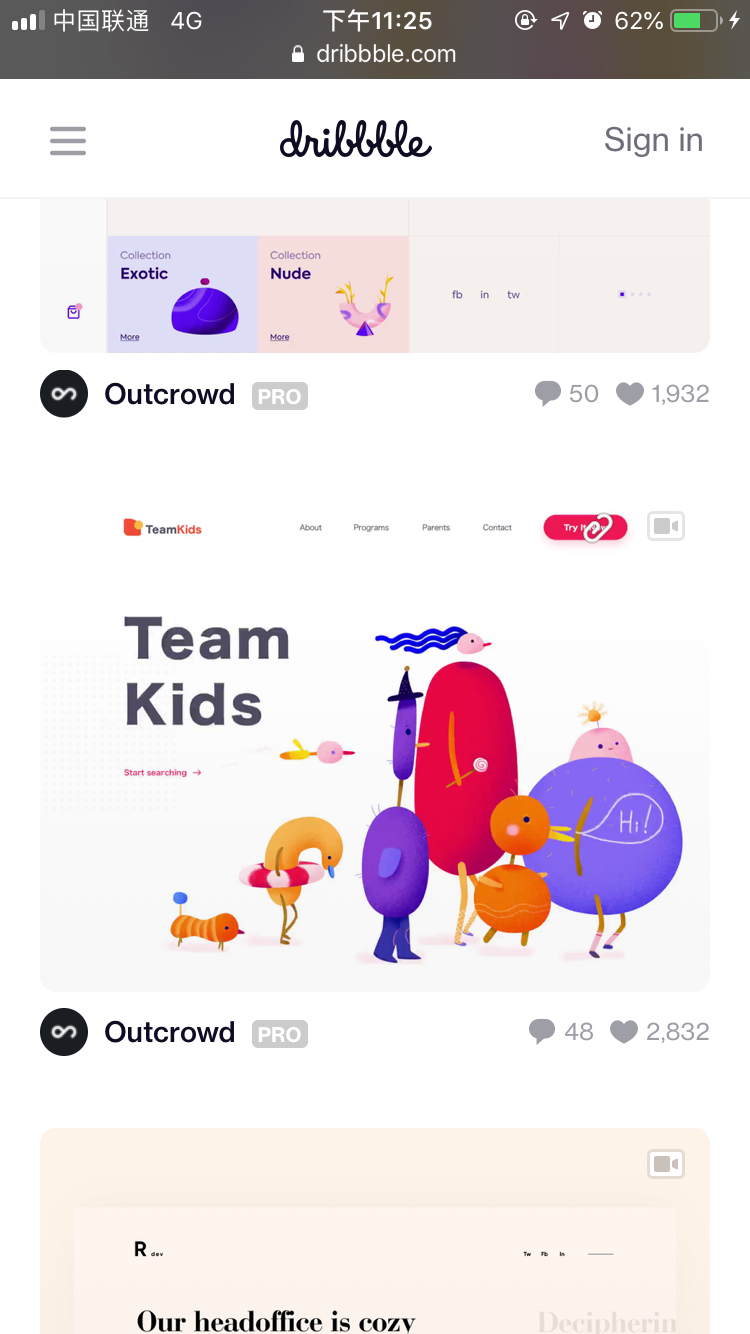 中国联通 4G 下午11:25 62%
dribbble.com
dribbble Sign in
Collection Collection
Exotic Nude
fb in tw
More More
Outcrowd PRO 50 1,932
TeamKids About Programs Parents Contact Try It
Team
Kids
Start searching →
Hi!
Outcrowd PRO 48 2,832
R dev Tw Fb In
Our headoffice is cozy Decipherin